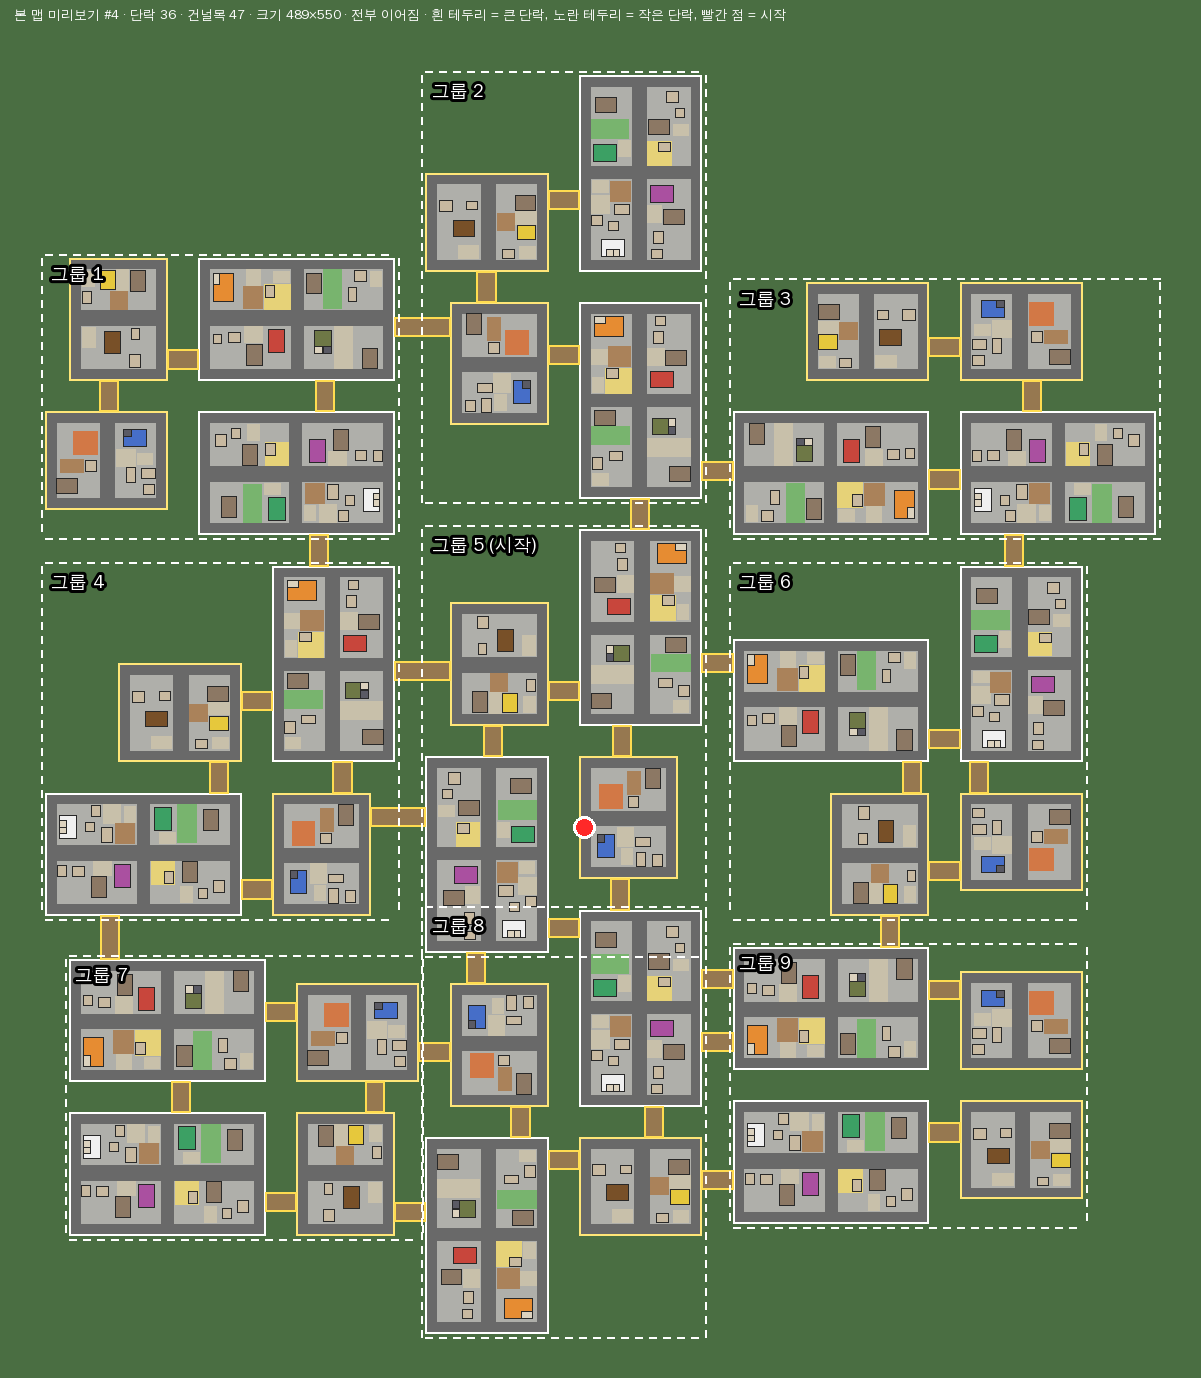 본 맵 미리보기 #4 · 단락 36 · 건널목 47 · 크기 489×550 · 전부 이어짐 · 흰 테두리 = 큰 단락, 노란 테두리 = 작은 단락, 빨간 점 = 시작
그룹 2
그룹 1
그룹 3
그룹 5 (시작)
그룹 4
그룹 6
그룹 8
그룹 9
그룹 7